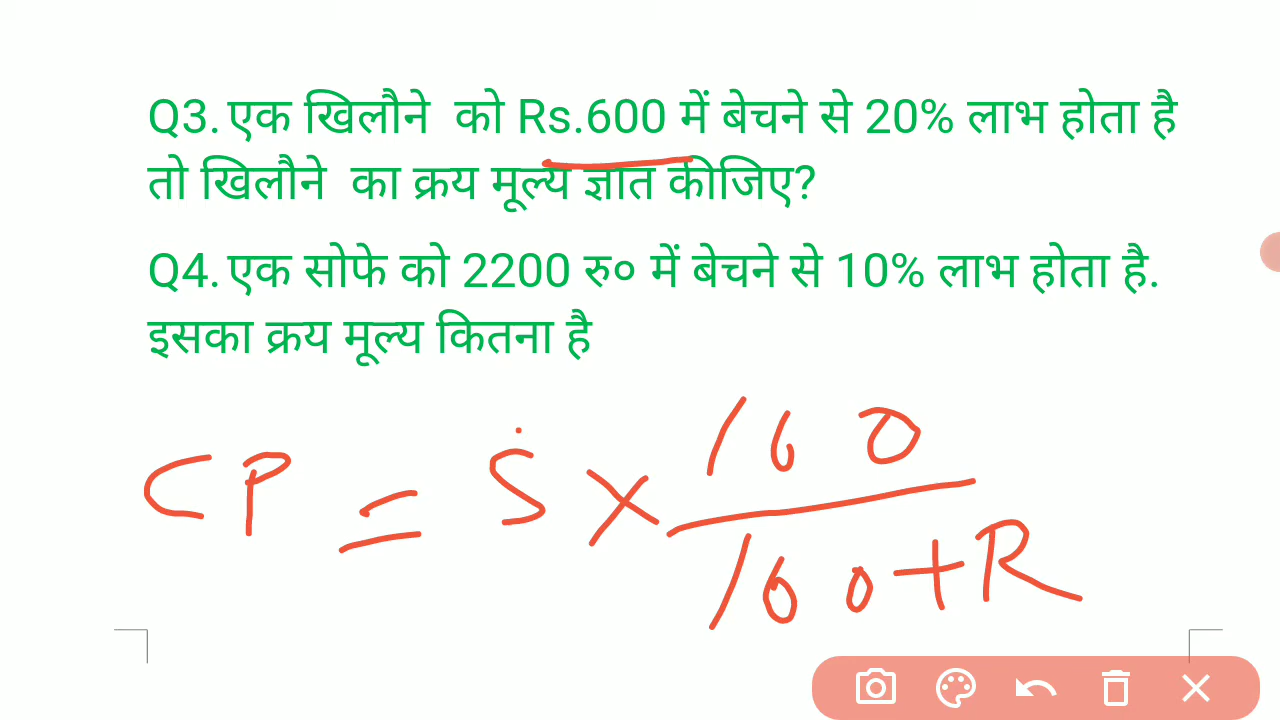 Q3. एक खिलौने को Rs.600 में बेचने से 20% लाभ होता है
तो खिलौने का क्रय मूल्य ज्ञात कीजिए?
Q4. एक सोफे को 2200 रु० में बेचने से 10% लाभ होता है.
इसका क्रय मूल्य कितना है
CP = S × 100
100+R